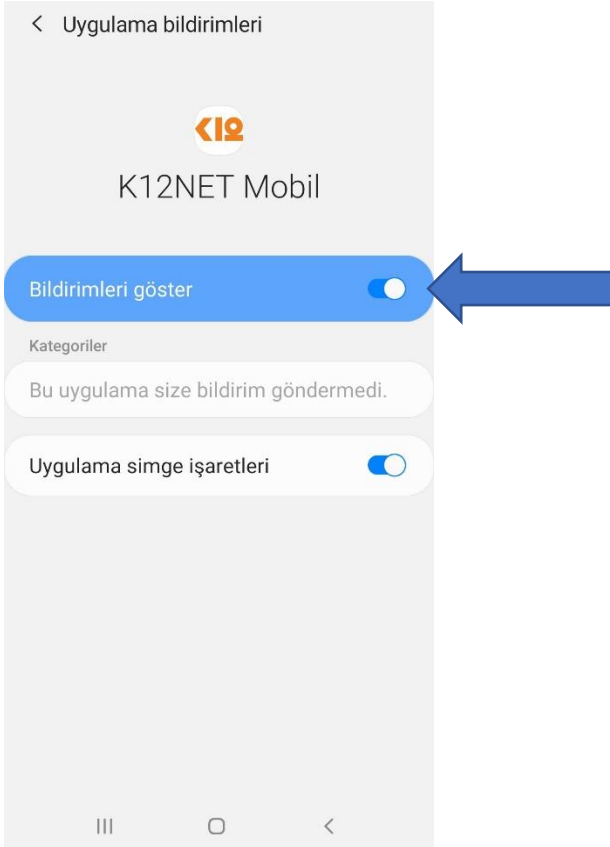 Uygulama bildirimleri
K12
K12NET Mobil
Bildirimleri göster
Kategoriler
Bu uygulama size bildirim göndermedi.
Uygulama simge işaretleri